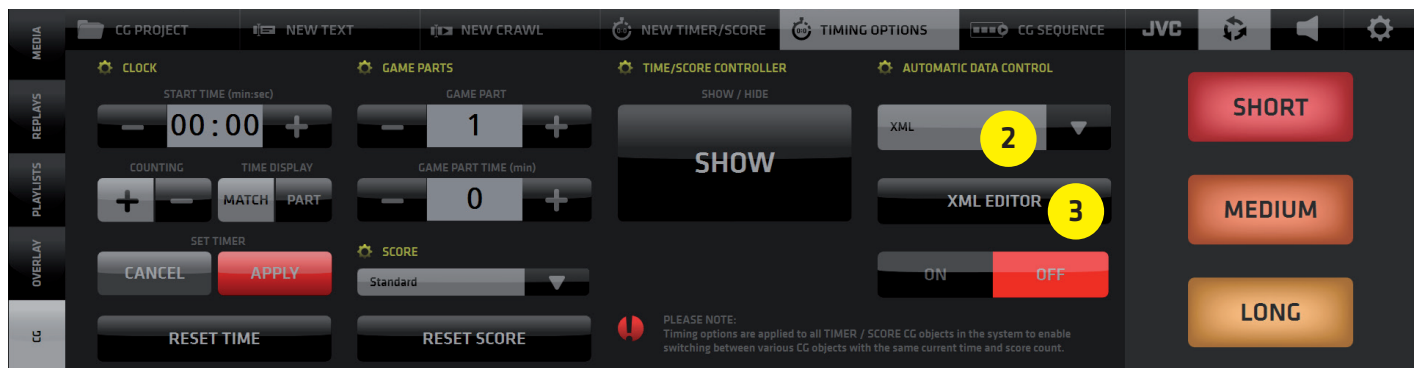 MEDIA
REPLAYS
PLAYLISTS
OVERLAY
CG
CG PROJECT
NEW TEXT
NEW CRAWL
NEW TIMER/SCORE
TIMING OPTIONS
CG SEQUENCE
JVC
CLOCK
START TIME (min:sec)
− 00:00 +
COUNTING
TIME DISPLAY
+ −
MATCH PART
SET TIMER
CANCEL APPLY
RESET TIME
GAME PARTS
GAME PART
− 1 +
GAME PART TIME (min)
− 0 +
SCORE
Standard
RESET SCORE
TIME/SCORE CONTROLLER
SHOW / HIDE
SHOW
AUTOMATIC DATA CONTROL
XML
2
XML EDITOR
3
ON OFF
PLEASE NOTE:
Timing options are applied to all TIMER / SCORE CG objects in the system to enable
switching between various CG objects with the same current time and score count.
SHORT
MEDIUM
LONG